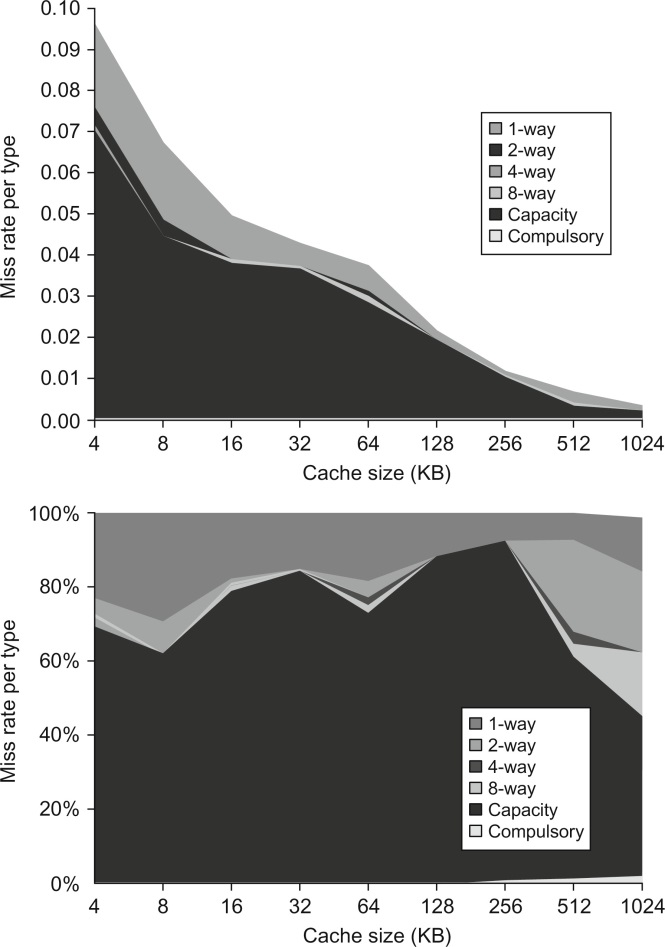 Miss rate per type
0.10
0.09
0.08
0.07
0.06
0.05
0.04
0.03
0.02
0.01
0.00
1-way
2-way
4-way
8-way
Capacity
Compulsory
4 8 16 32 64 128 256 512 1024
Cache size (KB)
Miss rate per type
100%
80%
60%
40%
20%
0%
1-way
2-way
4-way
8-way
Capacity
Compulsory
4 8 16 32 64 128 256 512 1024
Cache size (KB)